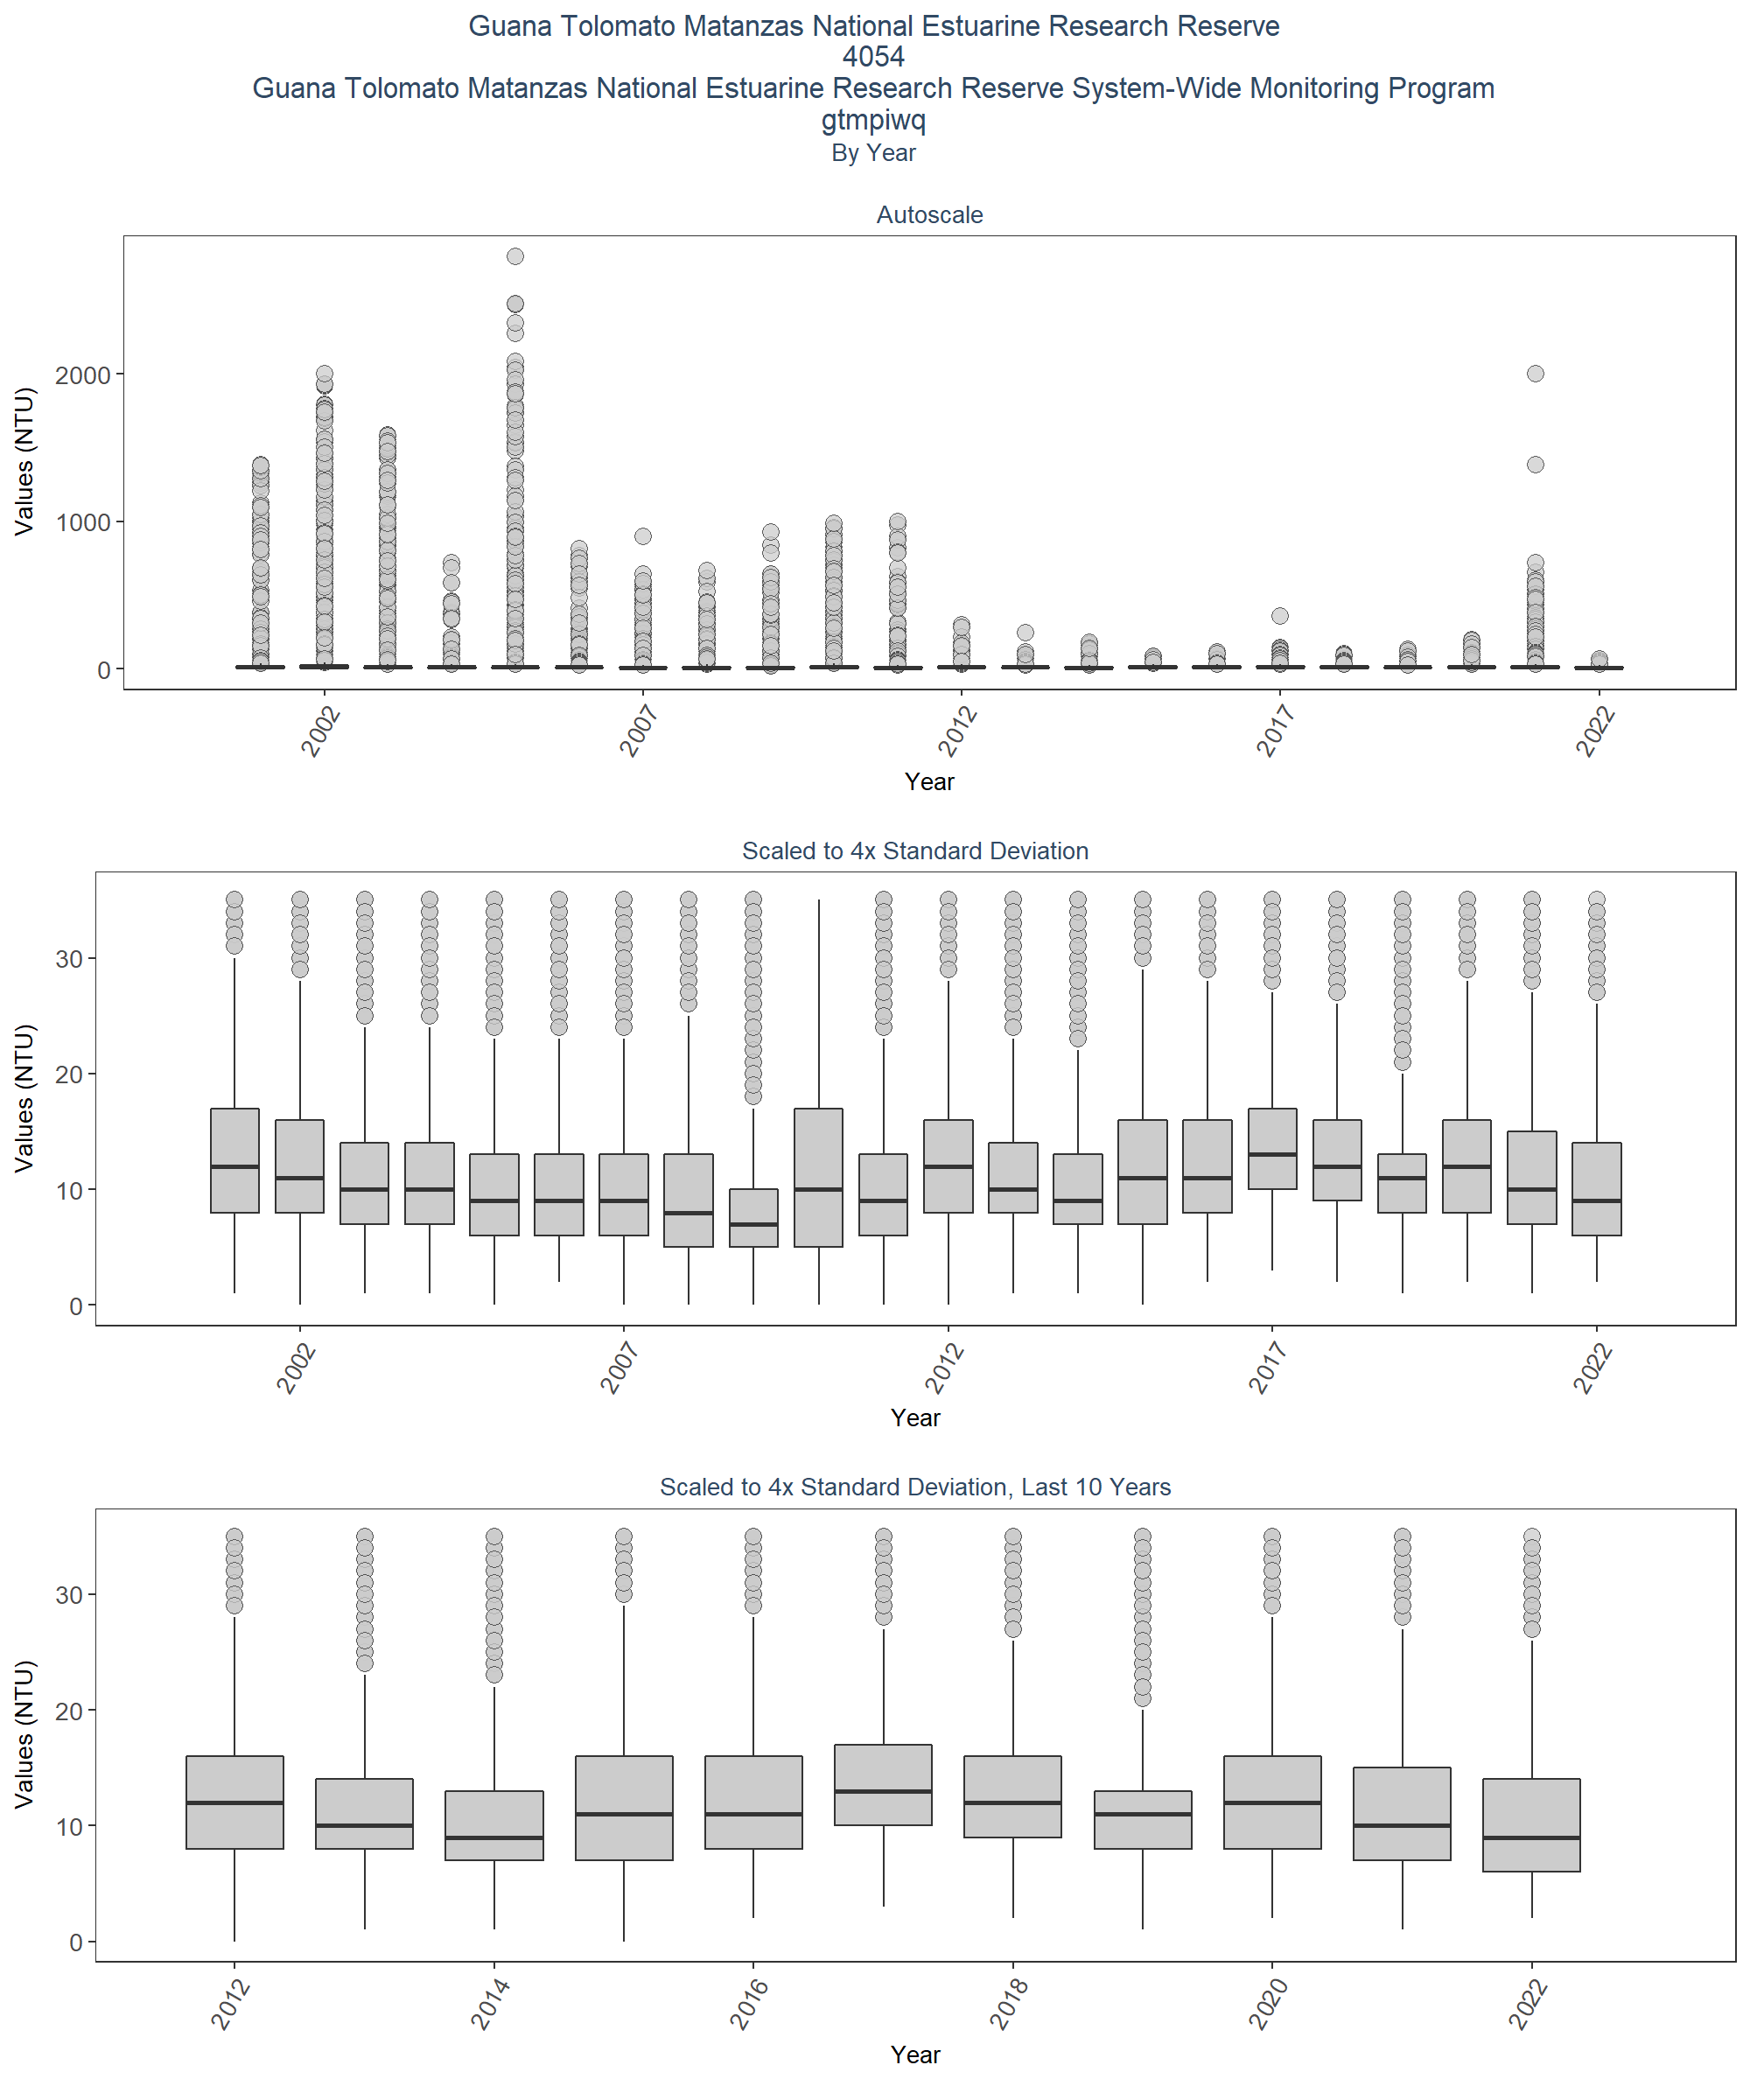 Guana Tolomato Matanzas National Estuarine Research Reserve
4054
Guana Tolomato Matanzas National Estuarine Research Reserve System-Wide Monitoring Program
gtmpiwq
By Year
Autoscale
Values (NTU)
2000
1000
0
2002
2007
2012
2017
2022
Year
Scaled to 4x Standard Deviation
Values (NTU)
30
20
10
0
2002
2007
2012
2017
2022
Year
Scaled to 4x Standard Deviation, Last 10 Years
Values (NTU)
30
20
10
0
2012
2014
2016
2018
2020
2022
Year